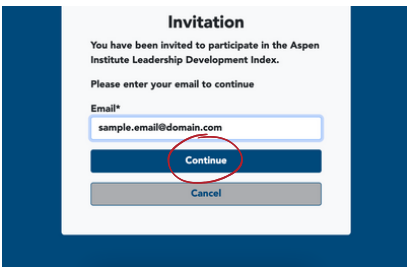 Invitation
You have been invited to participate in the Aspen
Institute Leadership Development Index.
Please enter your email to continue
Email*
sample.email@domain.com
Continue
Cancel